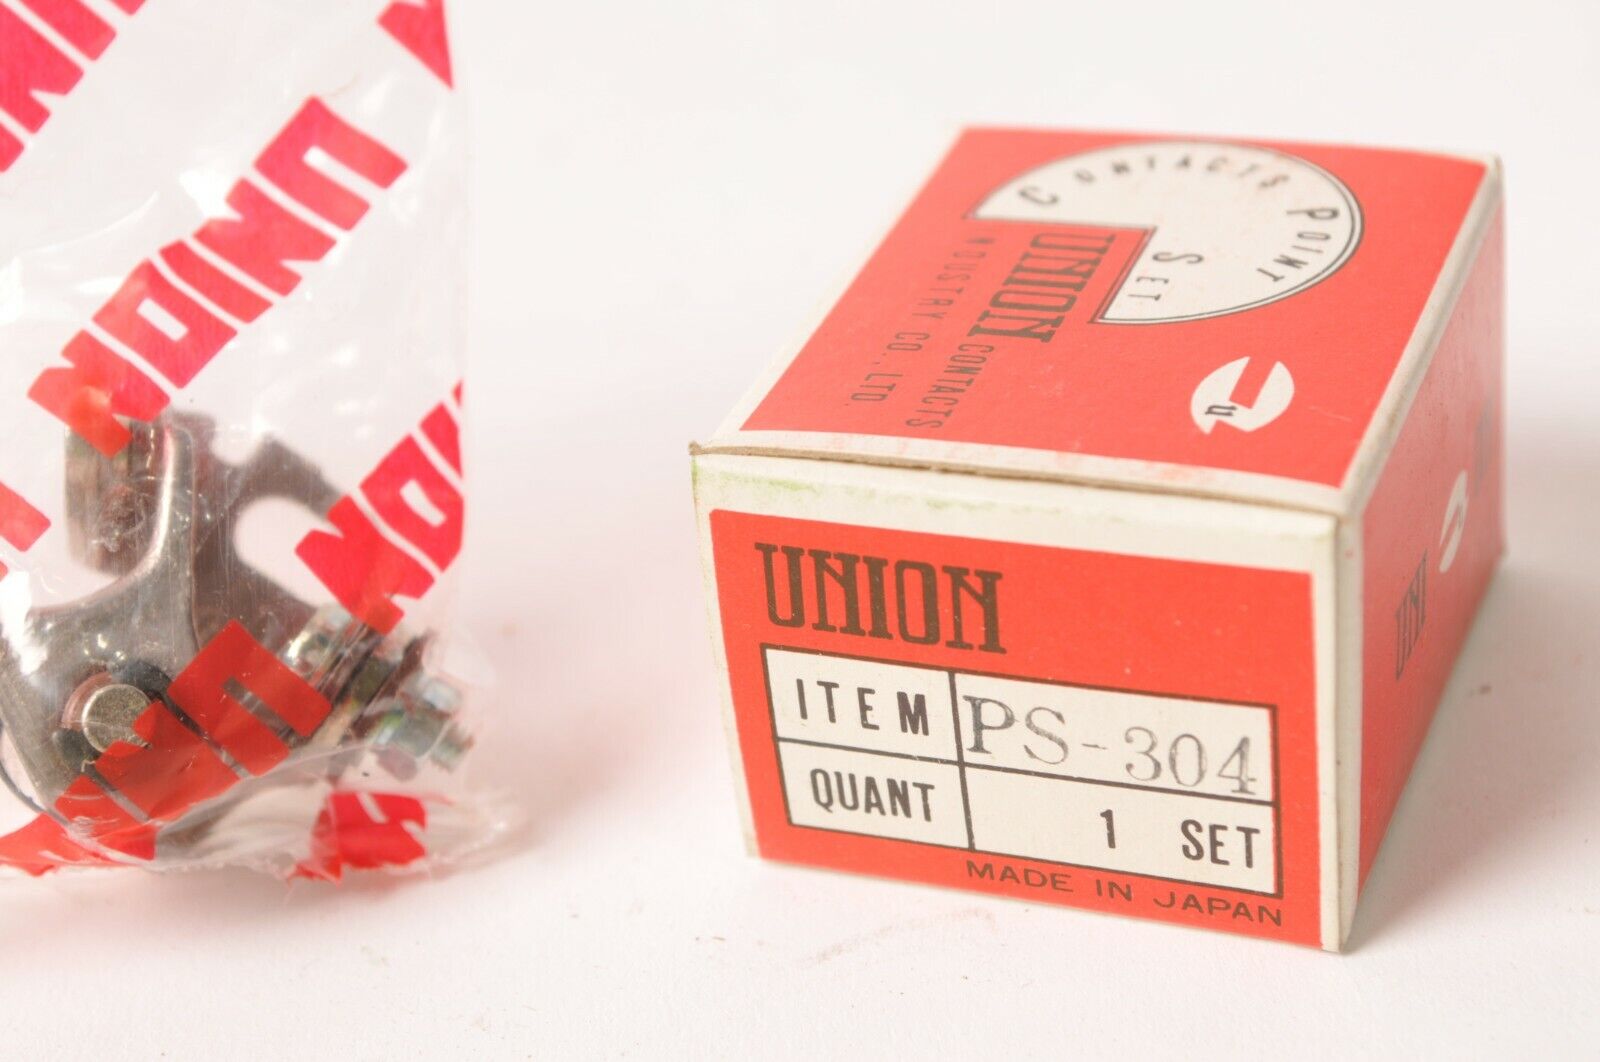 UNION
UNION
CONTACTS POINT SET
UNION CONTACTS
INDUSTRY CO., LTD.
u
UNION
ITEM PS-304
QUANT 1 SET
MADE IN JAPAN
UNI